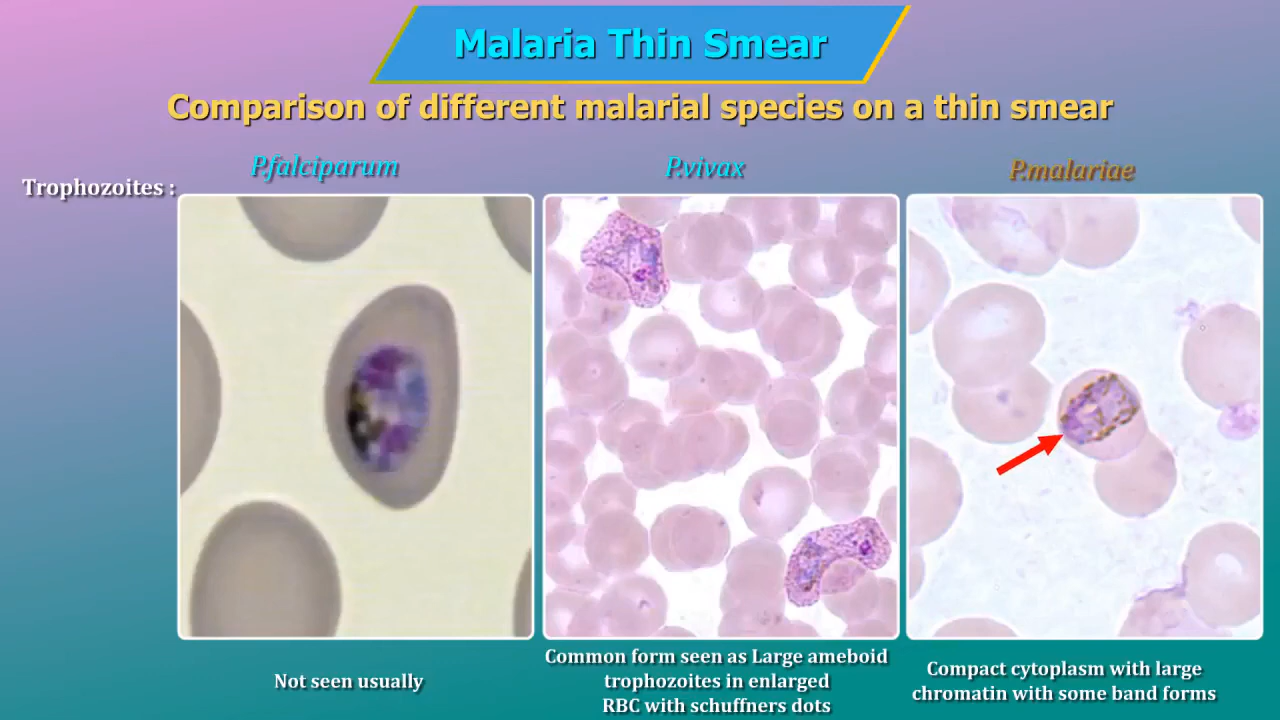 Malaria Thin Smear
Comparison of different malarial species on a thin smear
Trophozoites :
P.falciparum
P.vivax
P.malariae
Not seen usually
Common form seen as Large ameboid
trophozoites in enlarged
RBC with schuffners dots
Compact cytoplasm with large
chromatin with some band forms